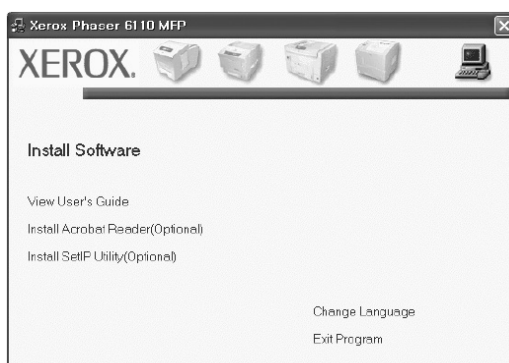 Xerox Phaser 6110 MFP
XEROX.
Install Software
View User's Guide
Install Acrobat Reader(Optional)
Install SetIP Utility(Optional)
Change Language
Exit Program